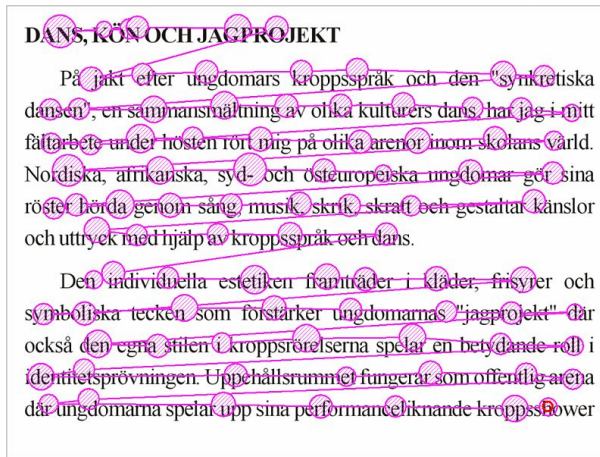 DANS, KÖN OCH JAGPROJEKT
På jakt efter ungdomars kroppsspråk och den "synkretiska
dansen", en sammansmältning av olika kulturers dans, har jag i mitt
fältarbete under hösten rört mig på olika arenor inom skolans värld.
Nordiska, afrikanska, syd- och östeuropeiska ungdomar gör sina
röster hörda genom sång, musik, skrik, skratt och gestaltar känslor
och uttryck med hjälp av kroppsspråk och dans.
Den individuella estetiken framträder i kläder, frisyrer och
symboliska tecken som förstärker ungdomarnas "jagprojekt" där
också den egna stilen i kroppsrörelserna spelar en betydande roll i
identitetsprövningen. Uppehållsrummet fungerar som offentlig arena
där ungdomarna spelar upp sina performanceliknande kroppsshower